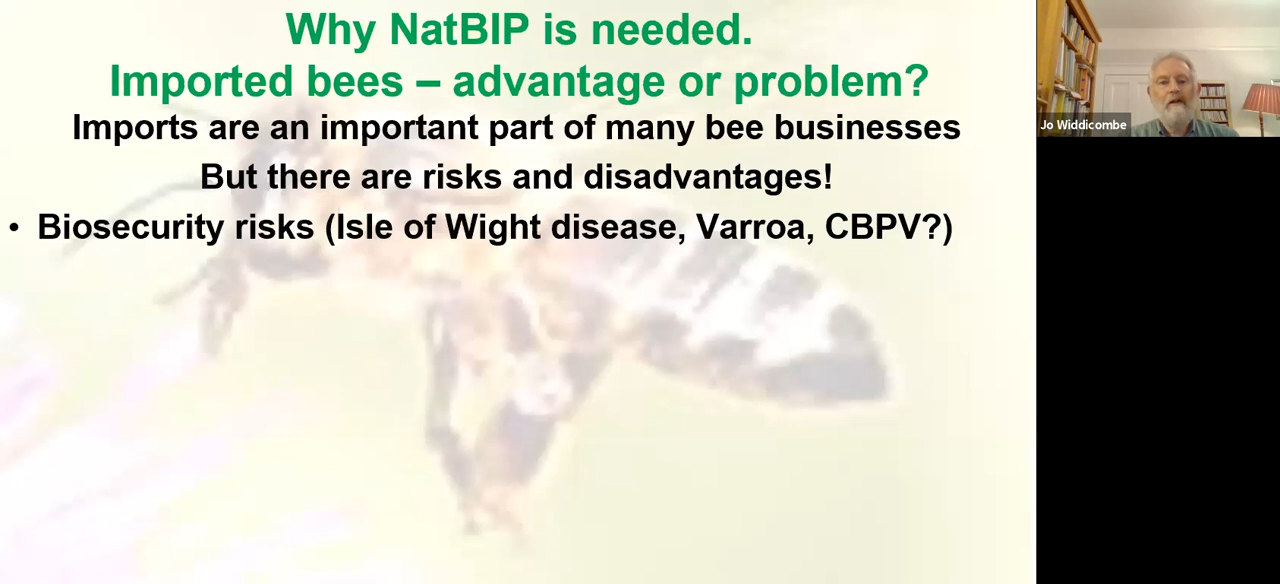 Why NatBIP is needed.
Imported bees – advantage or problem?
Imports are an important part of many bee businesses
But there are risks and disadvantages!
• Biosecurity risks (Isle of Wight disease, Varroa, CBPV?)
Jo Widdicombe